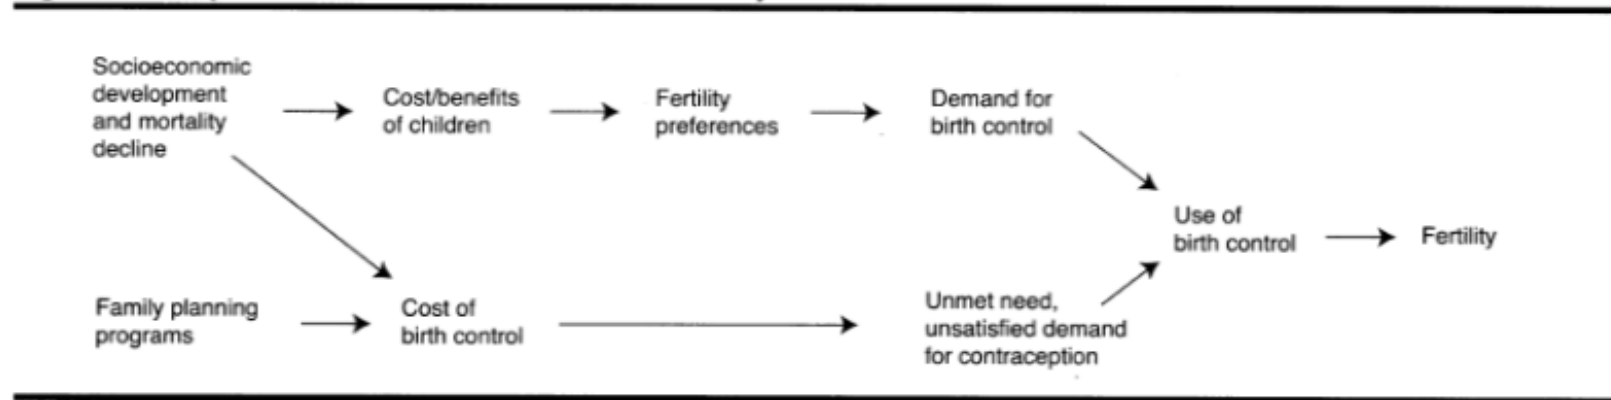 Socioeconomic
development
and mortality
decline
Cost/benefits
of children
Fertility
preferences
Demand for
birth control
Use of
birth control
Fertility
Family planning
programs
Cost of
birth control
Unmet need,
unsatisfied demand
for contraception